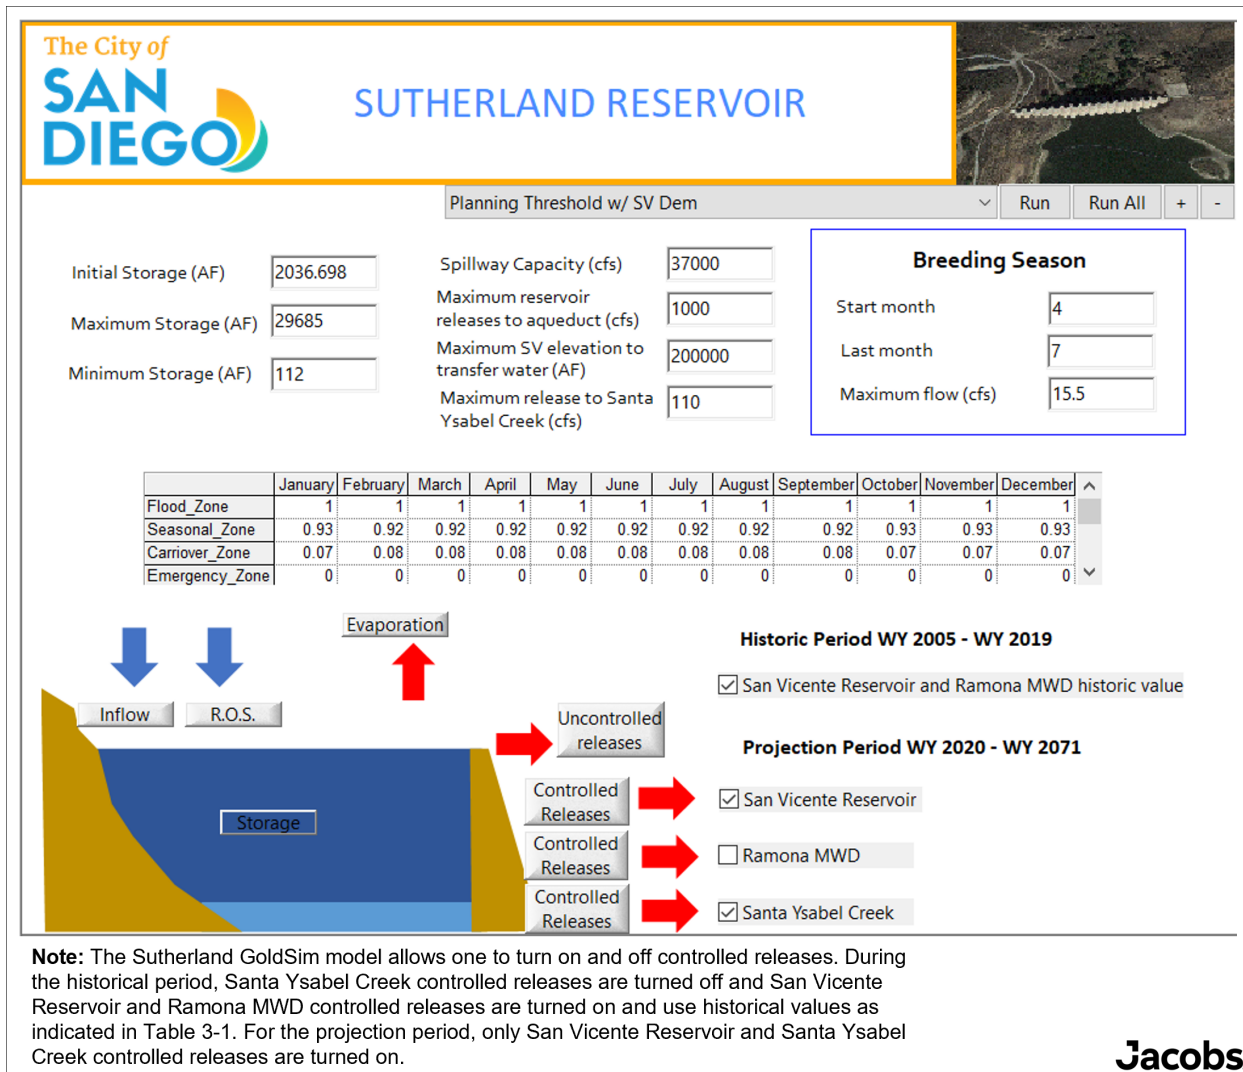 The City of
SAN
DIEGO
SUTHERLAND RESERVOIR
Planning Threshold w/ SV Dem
Run
Run All
+
-
Initial Storage (AF)
2036.698
Maximum Storage (AF)
29685
Minimum Storage (AF)
112
Spillway Capacity (cfs)
37000
Maximum reservoir
releases to aqueduct (cfs)
1000
Maximum SV elevation to
transfer water (AF)
200000
Maximum release to Santa
Ysabel Creek (cfs)
110
Breeding Season
Start month
4
Last month
7
Maximum flow (cfs)
15.5
January February March April May June July August September October November December
Flood_Zone 1 1 1 1 1 1 1 1 1 1 1 1
Seasonal_Zone 0.93 0.92 0.92 0.92 0.92 0.92 0.92 0.92 0.92 0.93 0.93 0.93
Carriover_Zone 0.07 0.08 0.08 0.08 0.08 0.08 0.08 0.08 0.08 0.07 0.07 0.07
Emergency_Zone 0 0 0 0 0 0 0 0 0 0 0 0
Evaporation
Inflow
R.O.S.
Storage
Uncontrolled
releases
Controlled
Releases
Controlled
Releases
Controlled
Releases
Historic Period WY 2005 - WY 2019
San Vicente Reservoir and Ramona MWD historic value
Projection Period WY 2020 - WY 2071
San Vicente Reservoir
Ramona MWD
Santa Ysabel Creek
Note: The Sutherland GoldSim model allows one to turn on and off controlled releases. During
the historical period, Santa Ysabel Creek controlled releases are turned off and San Vicente
Reservoir and Ramona MWD controlled releases are turned on and use historical values as
indicated in Table 3-1. For the projection period, only San Vicente Reservoir and Santa Ysabel
Creek controlled releases are turned on.
Jacobs